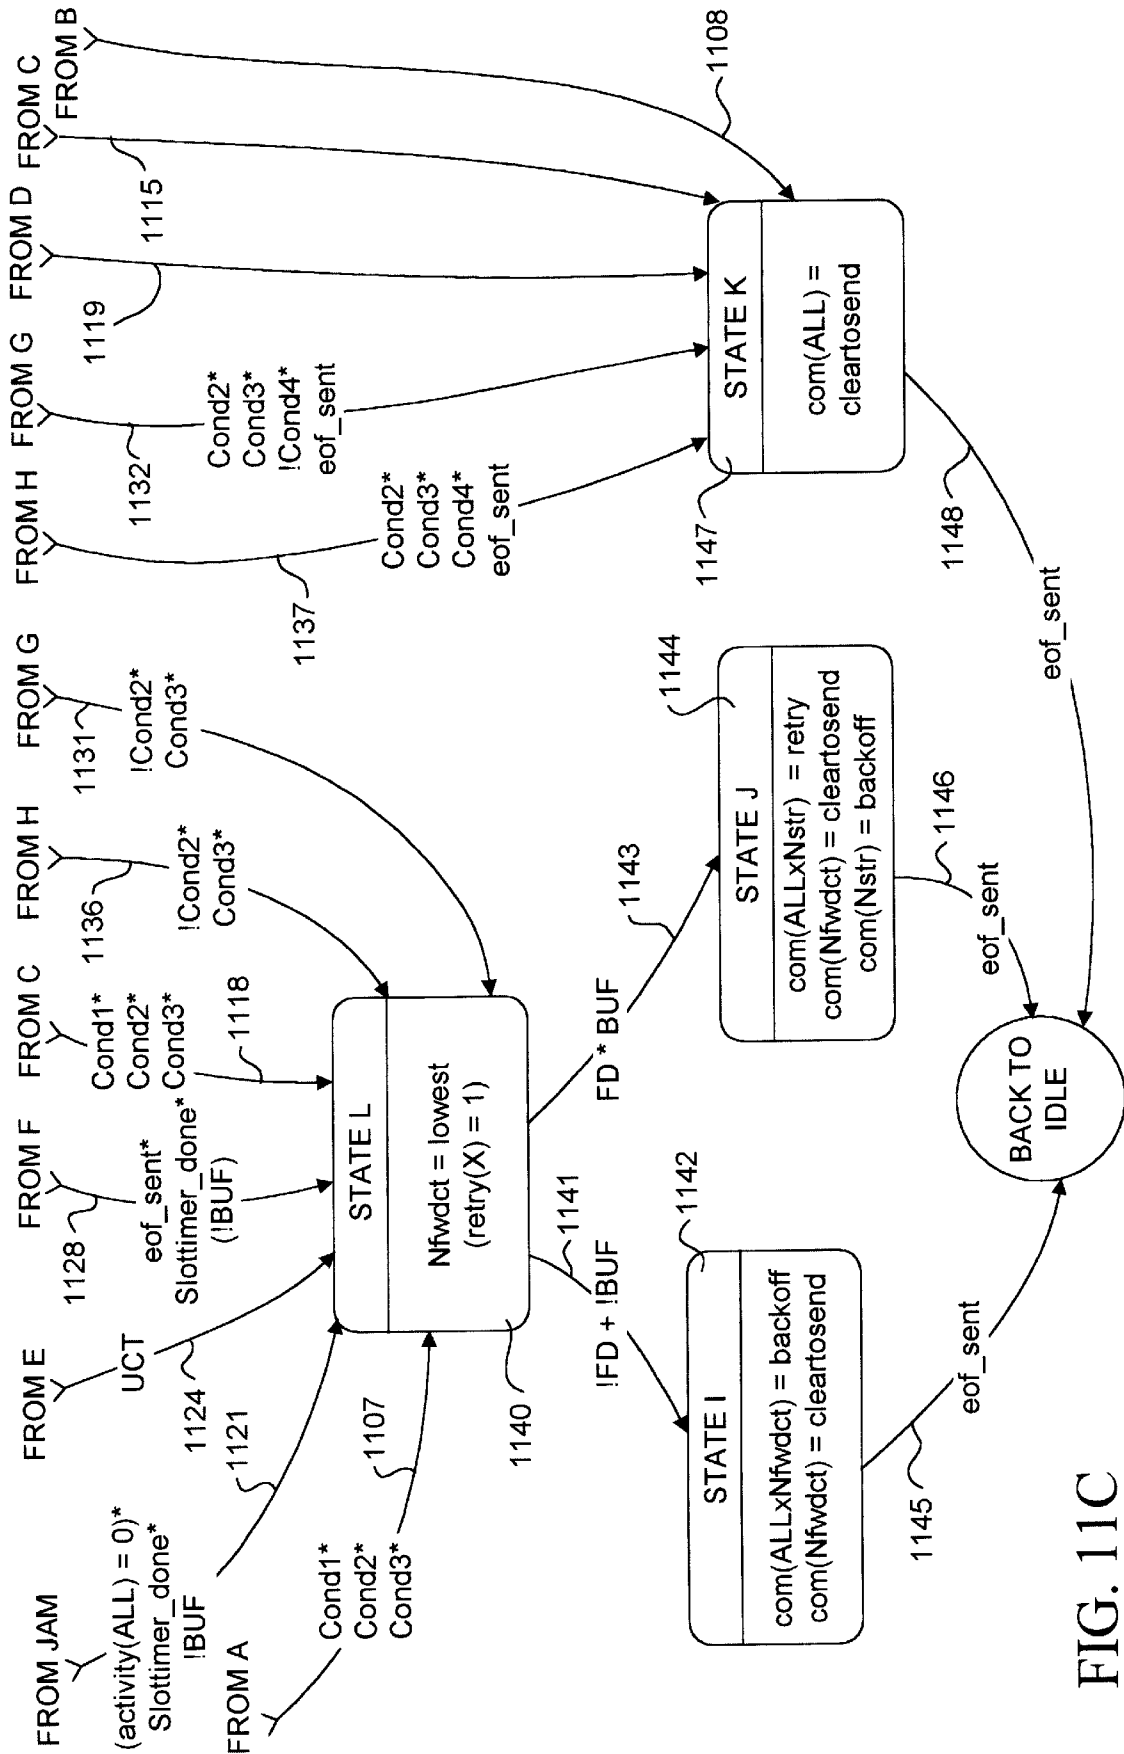 FROM JAM
(activity(ALL) = 0)*
Slottimer_done*
!BUF
1121
FROM A
Cond1*
Cond2*
Cond3*
1107
FROM E
UCT
1124
FROM F
1128
eof_sent*
Slottimer_done*
(!BUF)
FROM C
Cond1*
Cond2*
Cond3*
1118
FROM H
1136
!Cond2*
Cond3*
FROM G
1131
!Cond2*
Cond3*
FROM H
1137
Cond2*
Cond3*
Cond4*
eof_sent
FROM G
1132
Cond2*
Cond3*
!Cond4*
eof_sent
FROM D
1119
FROM C
1115
FROM B
1108
STATE L
Nfwdct = lowest
(retry(X) = 1)
1140
!FD + !BUF
1141
FD * BUF
1143
STATE I
1142
com(ALLxNfwdct) = backoff
com(Nfwdct) = cleartosend
1145
eof_sent
STATE J
1144
com(ALLxNstr) = retry
com(Nfwdct) = cleartosend
com(Nstr) = backoff
1146
eof_sent
STATE K
1147
com(ALL) =
cleartosend
1148
eof_sent
BACK TO
IDLE
FIG. 11C